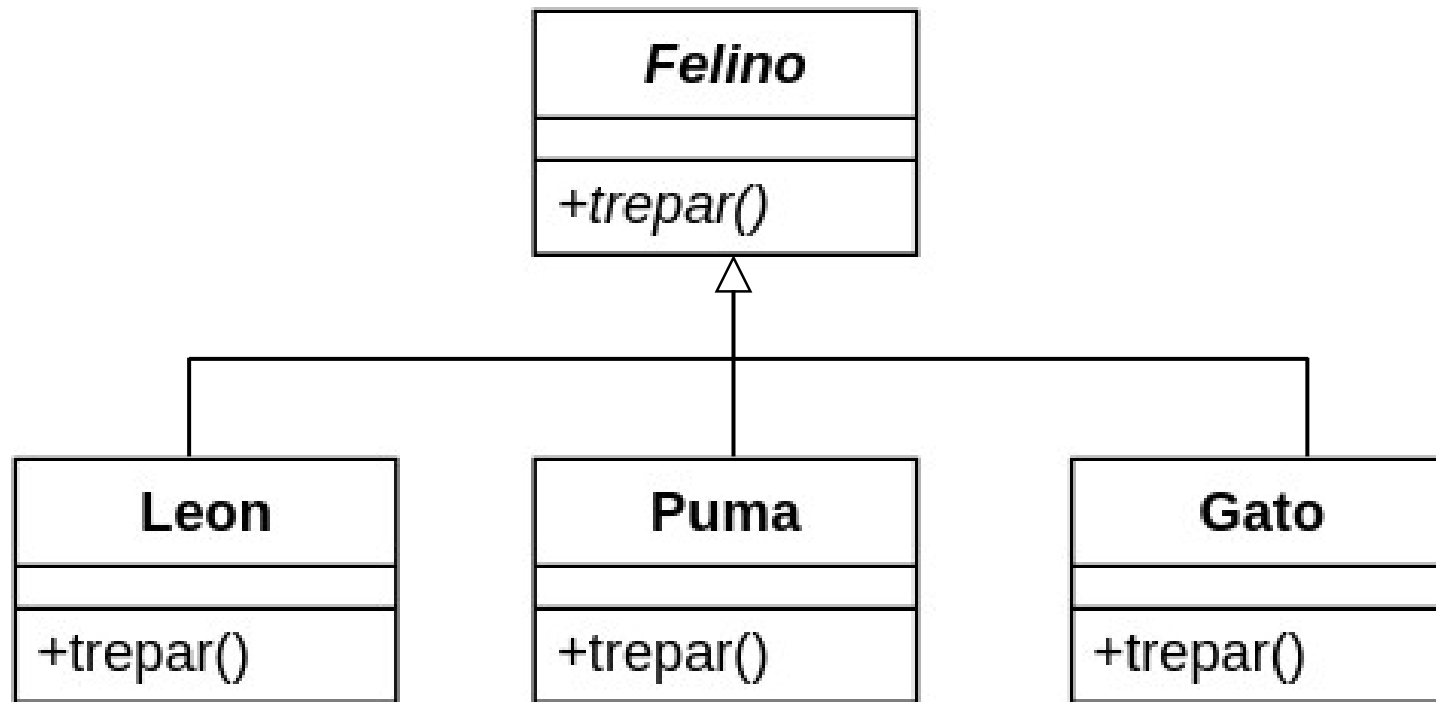 Felino
+trepar()
Leon
+trepar()
Puma
+trepar()
Gato
+trepar()